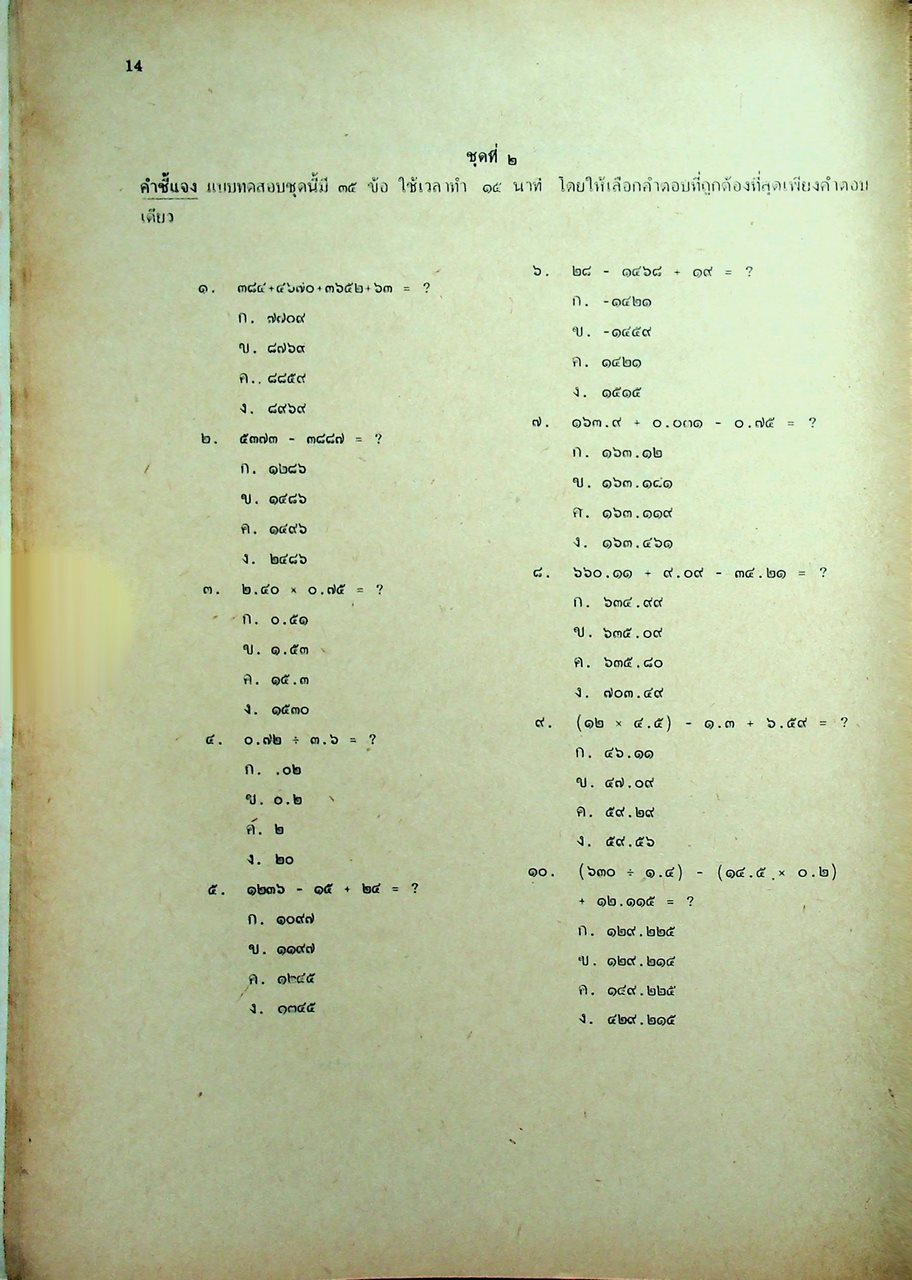 14
ชุดที่ ๒
คำชี้แจง แบบทดสอบชุดนี้มี ๓๕ ข้อ ใช้เวลาทำ ๑๕ นาที โดยให้เลือกคำตอบที่ถูกต้องที่สุดเพียงคำตอบ
เดียว
๑. ๓๘๔+๔๖๗๐+๓๖๕๒+๖๓ = ?
ก. ๗๗๐๙
ข. ๘๗๖๙
ค.. ๘๘๕๙
ง. ๘๙๖๙
๒. ๕๓๗๓ - ๓๘๘๗ = ?
ก. ๑๒๘๖
ข. ๑๔๘๖
ค. ๑๔๙๖
ง. ๒๔๘๖
๓. ๒.๔๐ × ๐.๗๕ = ?
ก. ๐.๕๑
ข. ๑.๕๓
ค. ๑๕.๓
ง. ๑๕๓๐
๔. ๐.๗๒ ÷ ๓.๖ = ?
ก. .๐๒
ข. ๐.๒
ค. ๒
ง. ๒๐
๕. ๑๒๓๖ - ๑๕ + ๒๔ = ?
ก. ๑๐๙๗
ข. ๑๑๙๗
ค. ๑๒๔๕
ง. ๑๓๔๕
๖. ๒๘ - ๑๔๖๘ + ๑๙ = ?
ก. -๑๔๒๑
ข. -๑๔๕๙
ค. ๑๔๒๑
ง. ๑๕๑๕
๗. ๑๖๓.๙ + ๐.๐๓๑ - ๐.๗๕ = ?
ก. ๑๖๓.๑๒
ข. ๑๖๓.๑๘๑
ค. ๑๖๓.๑๑๙
ง. ๑๖๓.๔๖๑
๘. ๖๖๐.๑๑ + ๙.๐๙ - ๓๔.๒๑ = ?
ก. ๖๓๔.๙๙
ข. ๖๓๕.๐๙
ค. ๖๓๕.๘๐
ง. ๗๐๓.๔๙
๙. (๑๒ × ๔.๕) - ๑.๓ + ๖.๕๙ = ?
ก. ๔๖.๑๑
ข. ๔๗.๐๙
ค. ๕๙.๒๙
ง. ๕๙.๕๖
๑๐. (๖๓๐ ÷ ๑.๔) - (๑๔.๕ × ๐.๒)
+ ๑๒.๑๑๕ = ?
ก. ๑๒๙.๒๒๕
ข. ๑๒๙.๒๑๕
ค. ๑๔๙.๒๒๕
ง. ๔๒๙.๒๑๕